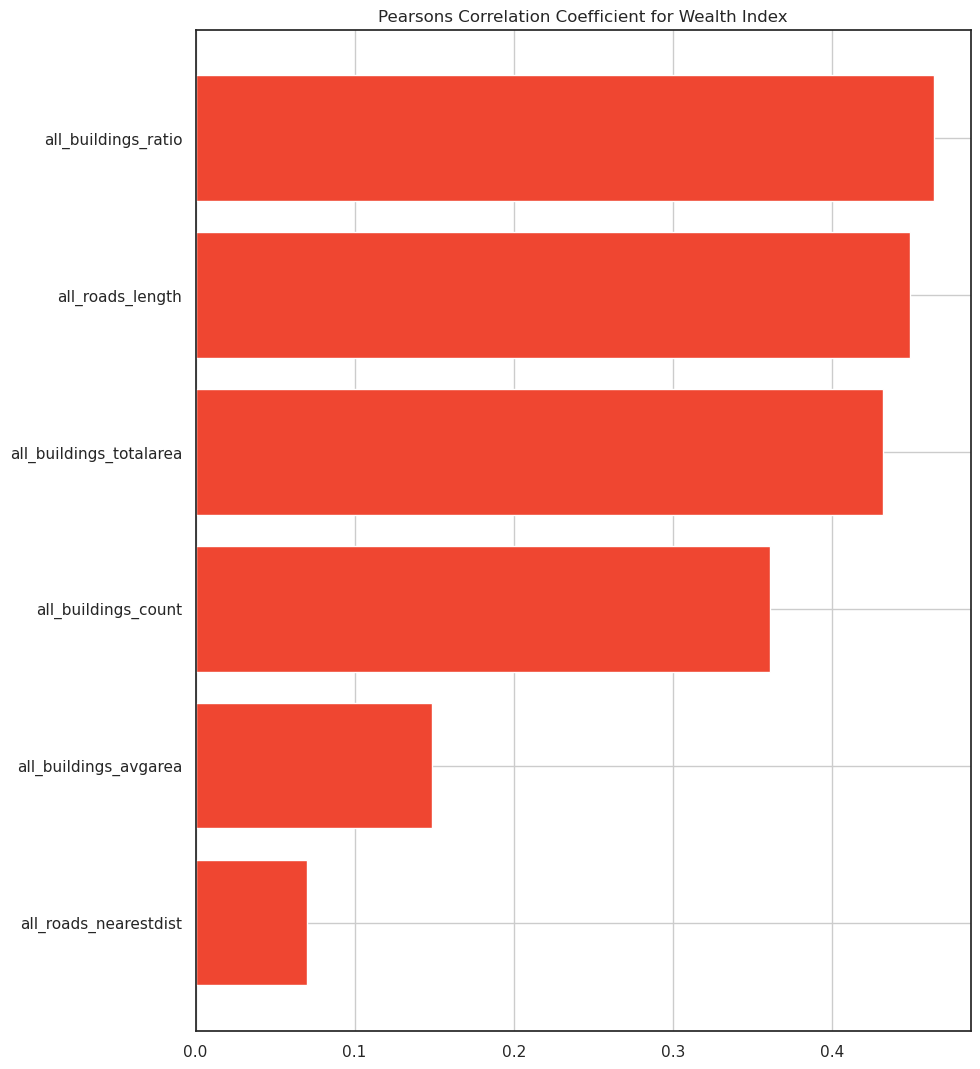 Pearsons Correlation Coefficient for Wealth Index
all_buildings_ratio
all_roads_length
all_buildings_totalarea
all_buildings_count
all_buildings_avgarea
all_roads_nearestdist
0.0 0.1 0.2 0.3 0.4